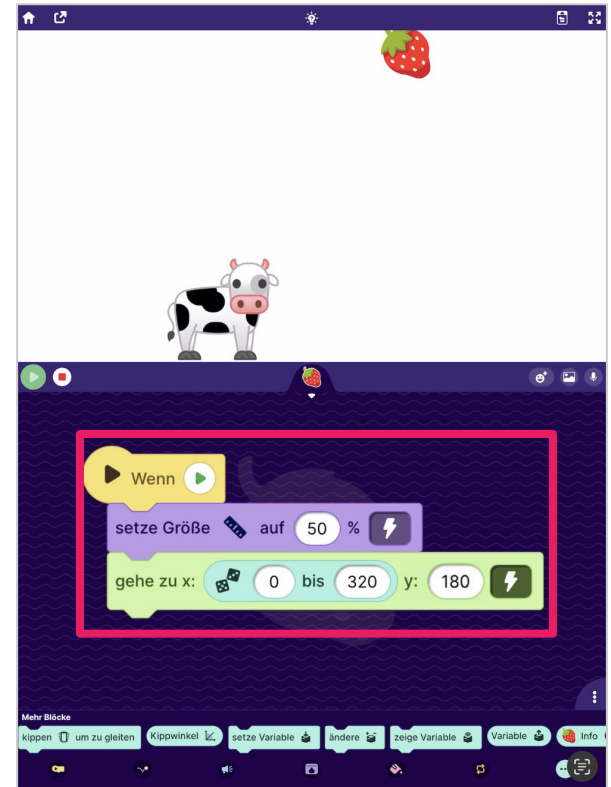 Wenn
setze Größe auf 50 %
gehe zu x: 0 bis 320 y: 180
Mehr Blöcke
kippen um zu gleiten Kippwinkel setze Variable ändere zeige Variable Variable Info